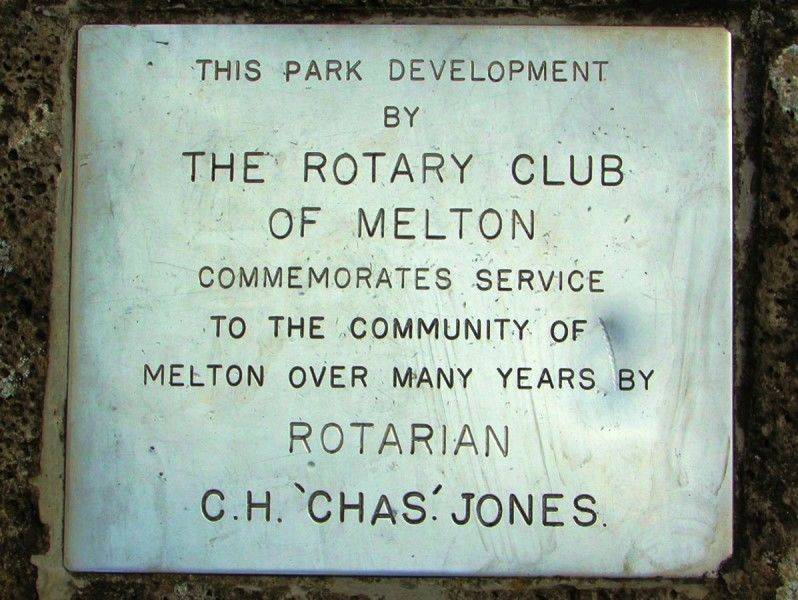 THIS PARK DEVELOPMENT
BY
THE ROTARY CLUB
OF MELTON
COMMEMORATES SERVICE
TO THE COMMUNITY OF
MELTON OVER MANY YEARS BY
ROTARIAN
C.H. ‵CHAS.′ JONES.